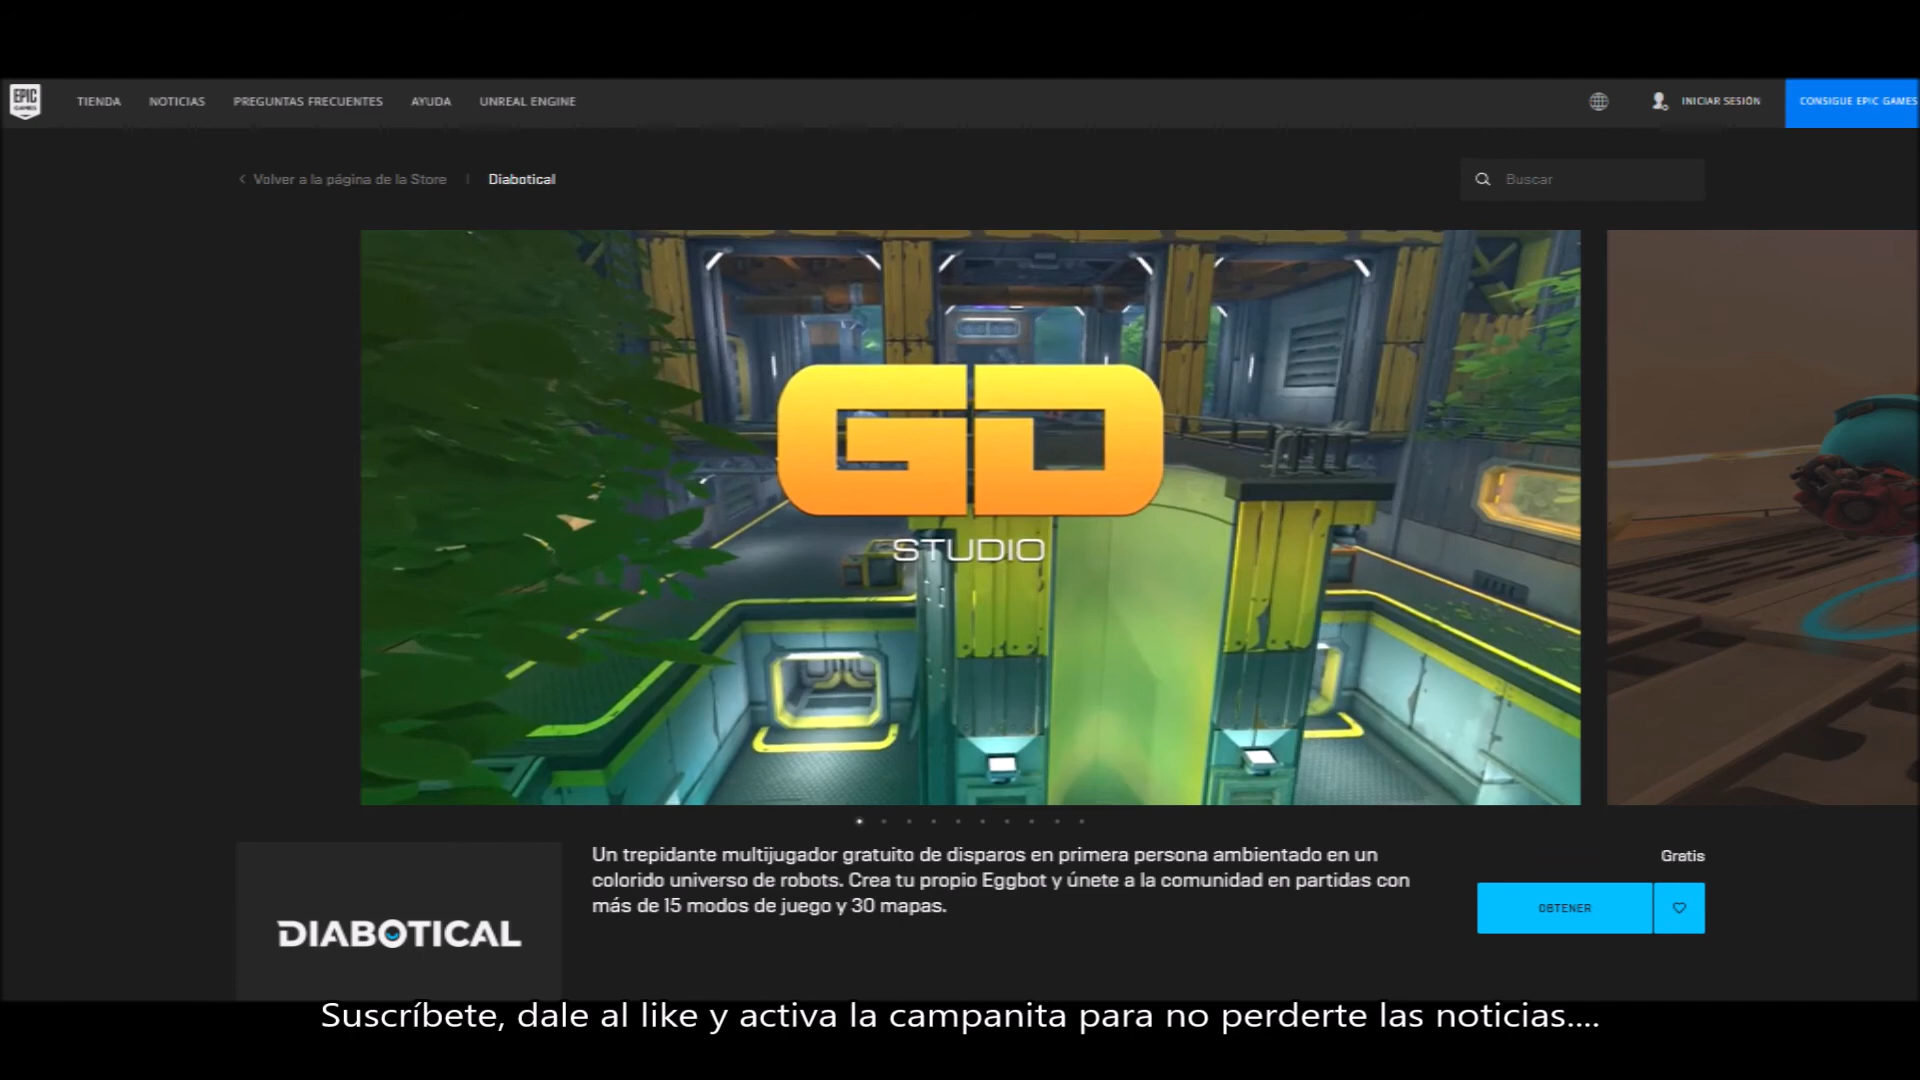 EPIC GAMES
TIENDA NOTICIAS PREGUNTAS FRECUENTES AYUDA UNREAL ENGINE INICIAR SESIÓN CONSIGUE EPIC GAMES
Volver a la página de la Store | Diabotical Buscar
GD
STUDIO
Un trepidante multijugador gratuito de disparos en primera persona ambientado en un
colorido universo de robots. Crea tu propio Eggbot y únete a la comunidad en partidas con
más de 15 modos de juego y 30 mapas.
Gratis
OBTENER
DIABOTICAL
Suscríbete, dale al like y activa la campanita para no perderte las noticias....